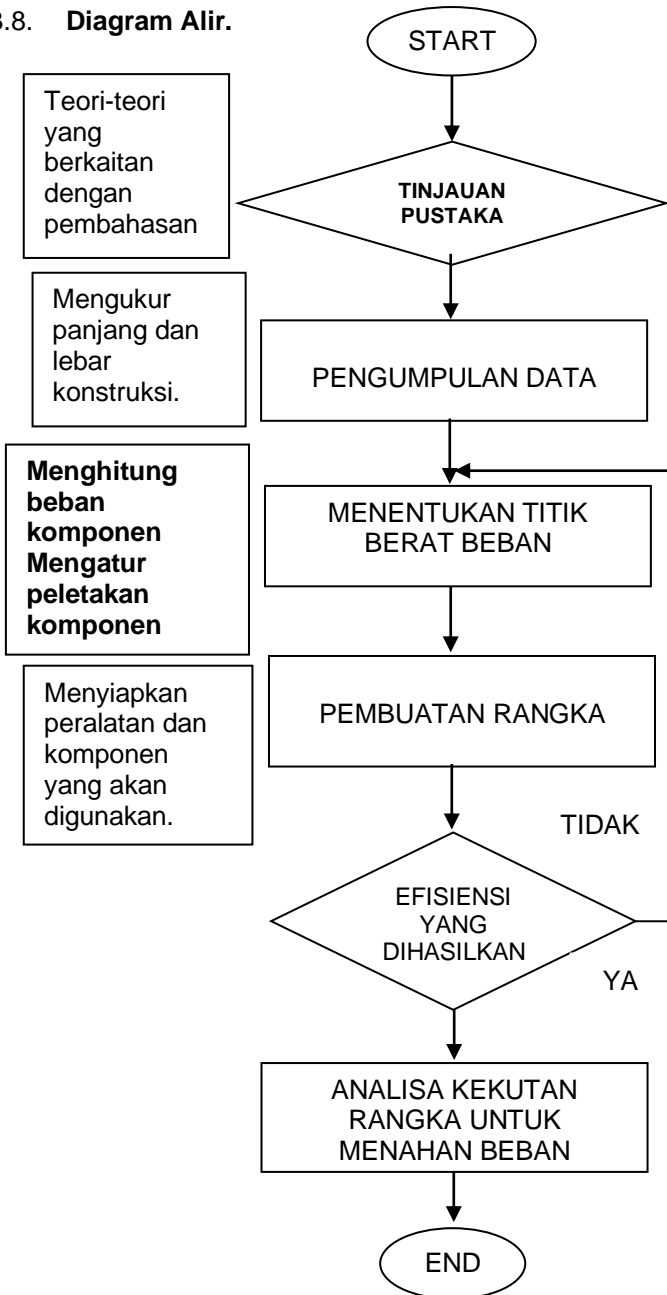 3.8. Diagram Alir.
START
Teori-teori
yang
berkaitan
dengan
pembahasan
TINJAUAN
PUSTAKA
Mengukur
panjang dan
lebar
konstruksi.
PENGUMPULAN DATA
Menghitung
beban
komponen
Mengatur
peletakan
komponen
MENENTUKAN TITIK
BERAT BEBAN
Menyiapkan
peralatan dan
komponen
yang akan
digunakan.
PEMBUATAN RANGKA
TIDAK
EFISIENSI
YANG
DIHASILKAN
YA
ANALISA KEKUTAN
RANGKA UNTUK
MENAHAN BEBAN
END